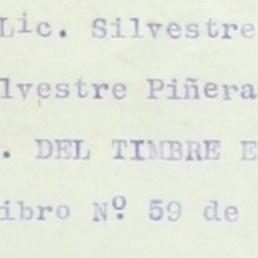 Lic. Silvestre
lvestre Piñera
. DEL TIMBRE E
ibro Nº 59 de